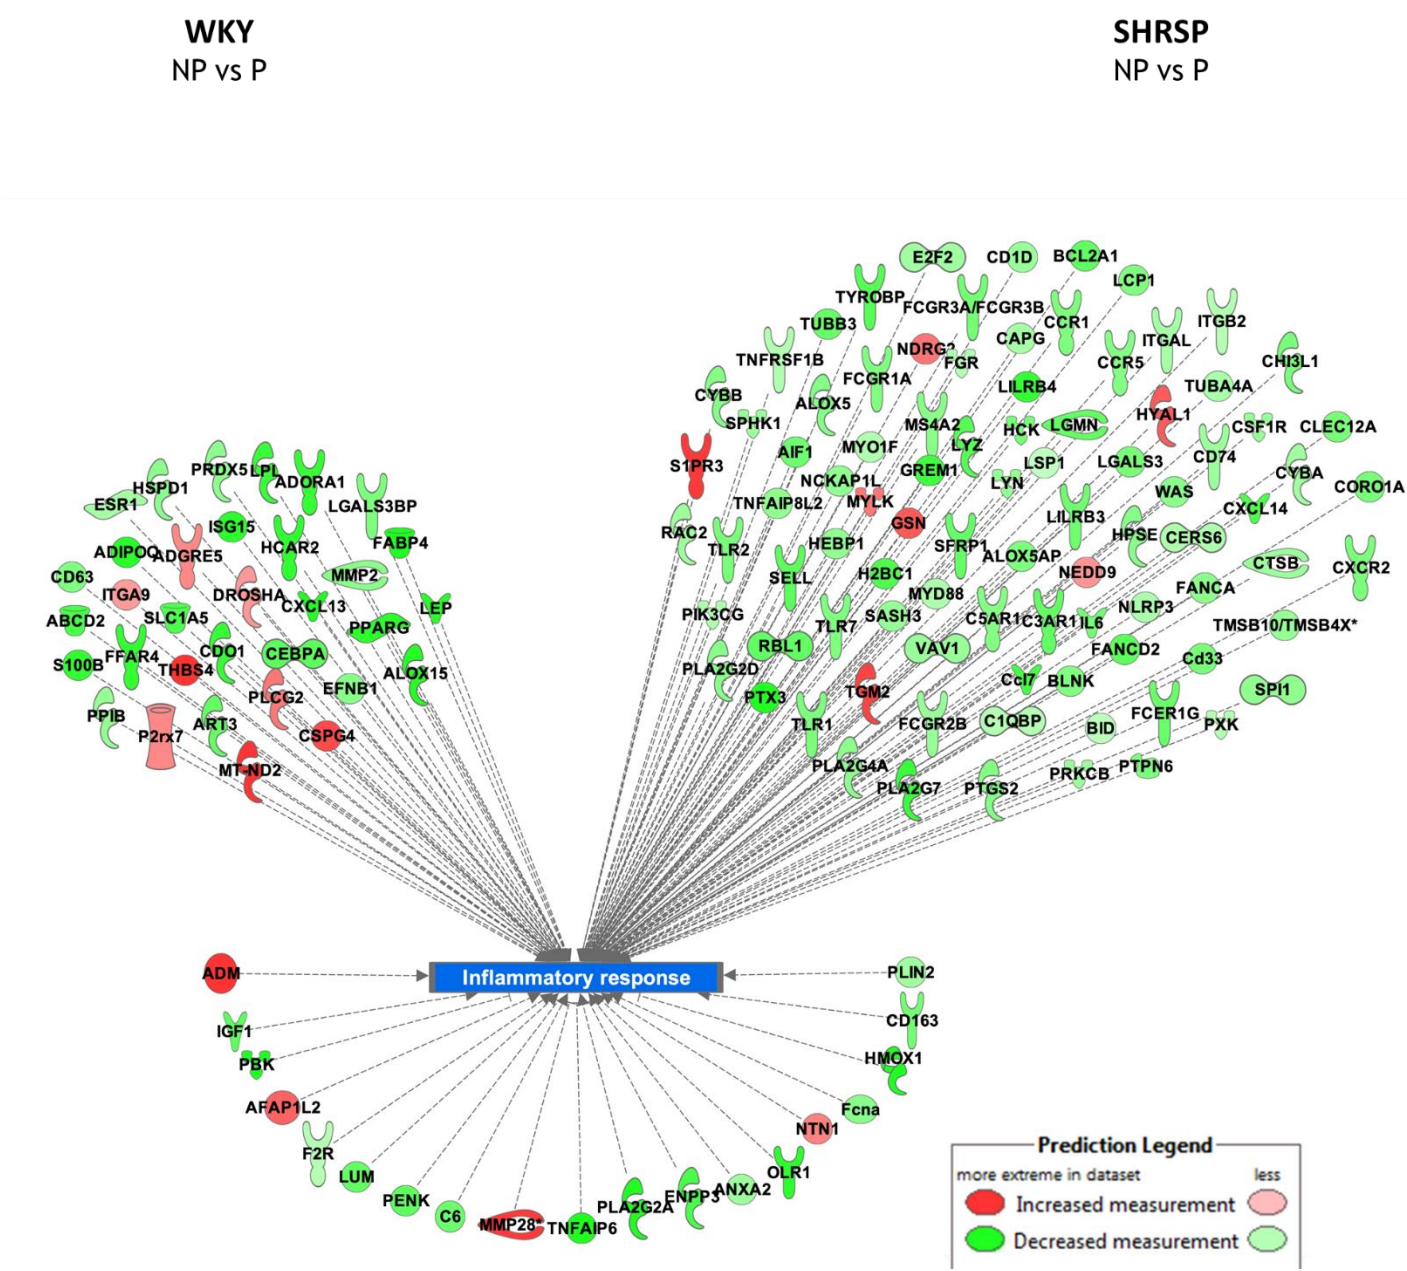 WKY
NP vs P
SHRSP
NP vs P
E2F2
CD1D
BCL2A1
LCP1
TYROBP
FCGR3A/FCGR3B
TUBB3
CCR1
ITGB2
NDRG2
CAPG
ITGAL
TNFRSF1B
FGR
CCR5
CHI3L1
FCGR1A
LILRB4
TUBA4A
CYBB
ALOX5
HYAL1
SPHK1
MS4A2
HCK
LGMN
CSF1R
CLEC12A
S1PR3
AIF1
MYO1F
LYZ
LSP1
LGALS3
CD74
CYBA
NCKAP1L
GREM1
LYN
WAS
CORO1A
TNFAIP8L2
MYLK
GSN
LILRB3
CXCL14
RAC2
TLR2
HEBP1
SFRP1
ALOX5AP
HPSE
CERS6
SELL
H2BC1
NEDD9
CTSB
CXCR2
PIK3CG
MYD88
FANCA
TLR7
SASH3
C5AR1
C3AR1
IL6
NLRP3
TMSB10/TMSB4X*
RBL1
VAV1
FANCD2
Cd33
PLA2G2D
PTX3
TGM2
Ccl7
BLNK
SPI1
TLR1
FCGR2B
C1QBP
BID
FCER1G
PXK
PLA2G4A
PLA2G7
PTGS2
PRKCB
PTPN6
PRDX5
LPL
ADORA1
HSPD1
LGALS3BP
ESR1
ISG15
ADIPOQ
ADGRE5
HCAR2
FABP4
CD63
MMP2
ITGA9
DROSHA
CXCL13
LEP
ABCD2
SLC1A5
PPARG
S100B
FFAR4
THBS4
CDO1
CEBPA
ALOX15
PLCG2
EFNB1
PPIB
P2rx7
ART3
CSPG4
MT-ND2
ADM
Inflammatory response
PLIN2
IGF1
CD163
PBK
HMOX1
AFAP1L2
Fcna
F2R
NTN1
LUM
OLR1
PENK
C6
MMP28*
TNFAIP6
PLA2G2A
ENPP3
ANXA2
Prediction Legend
more extreme in dataset less
Increased measurement
Decreased measurement